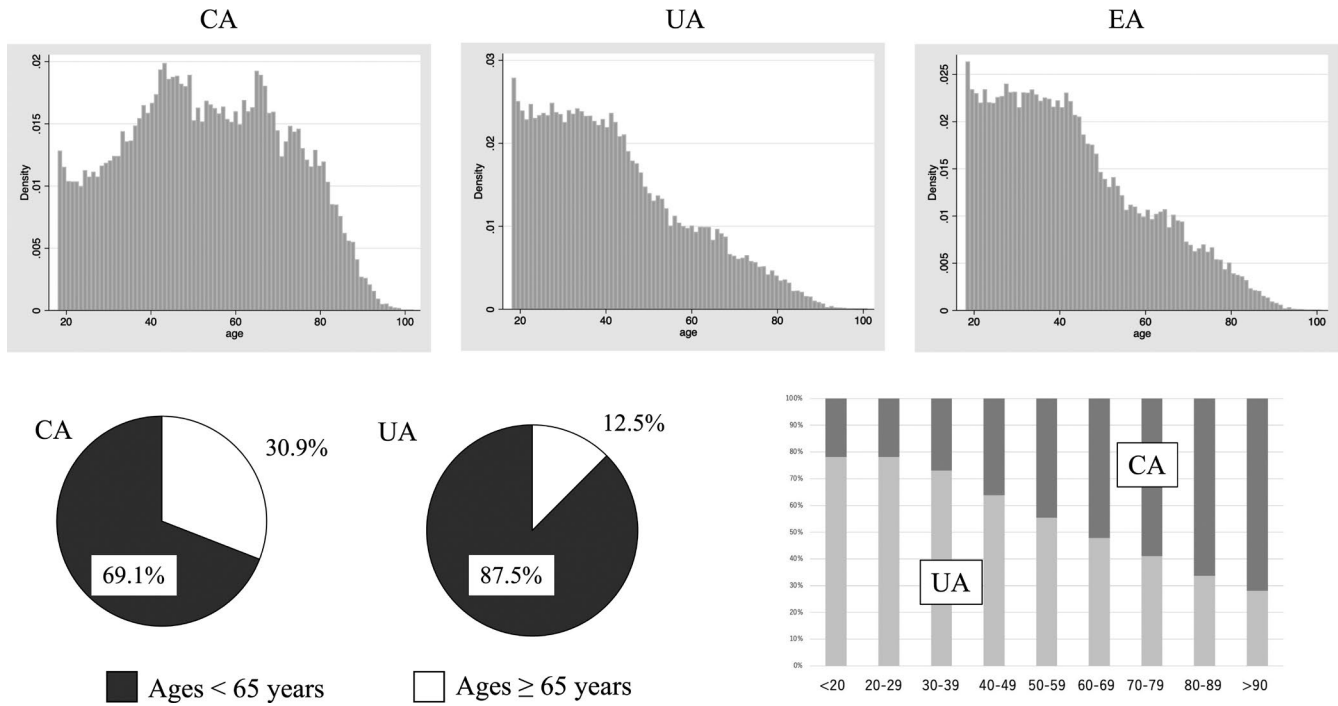 CA
UA
EA
.02
.015
.01
.005
0
Density
20 40 60 80 100
age
.03
.02
.01
0
Density
20 40 60 80 100
age
.025
.02
.015
.01
.005
0
Density
20 40 60 80 100
age
CA
30.9%
69.1%
UA
12.5%
87.5%
Ages < 65 years
Ages ≥ 65 years
100%
90%
80%
70%
60%
50%
40%
30%
20%
10%
0%
CA
UA
<20 20-29 30-39 40-49 50-59 60-69 70-79 80-89 >90